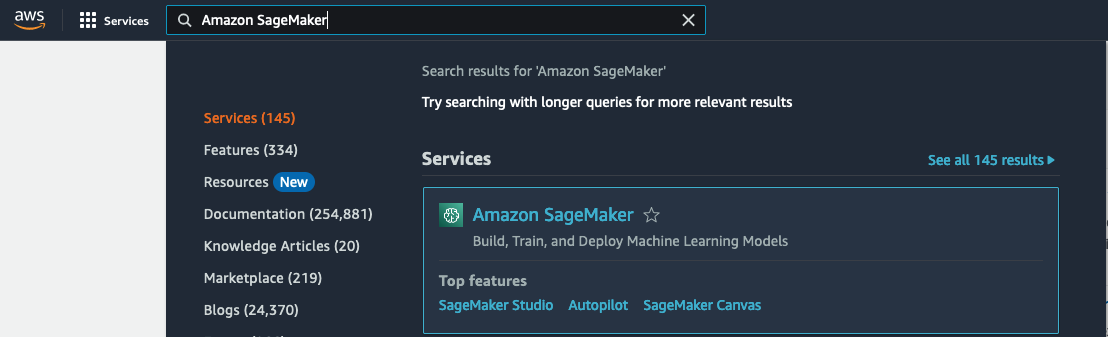 aws
Services
Amazon SageMaker
Search results for 'Amazon SageMaker'
Try searching with longer queries for more relevant results
Services (145)
Features (334)
Resources New
Documentation (254,881)
Knowledge Articles (20)
Marketplace (219)
Blogs (24,370)
Services
See all 145 results
Amazon SageMaker
Build, Train, and Deploy Machine Learning Models
Top features
SageMaker Studio Autopilot SageMaker Canvas